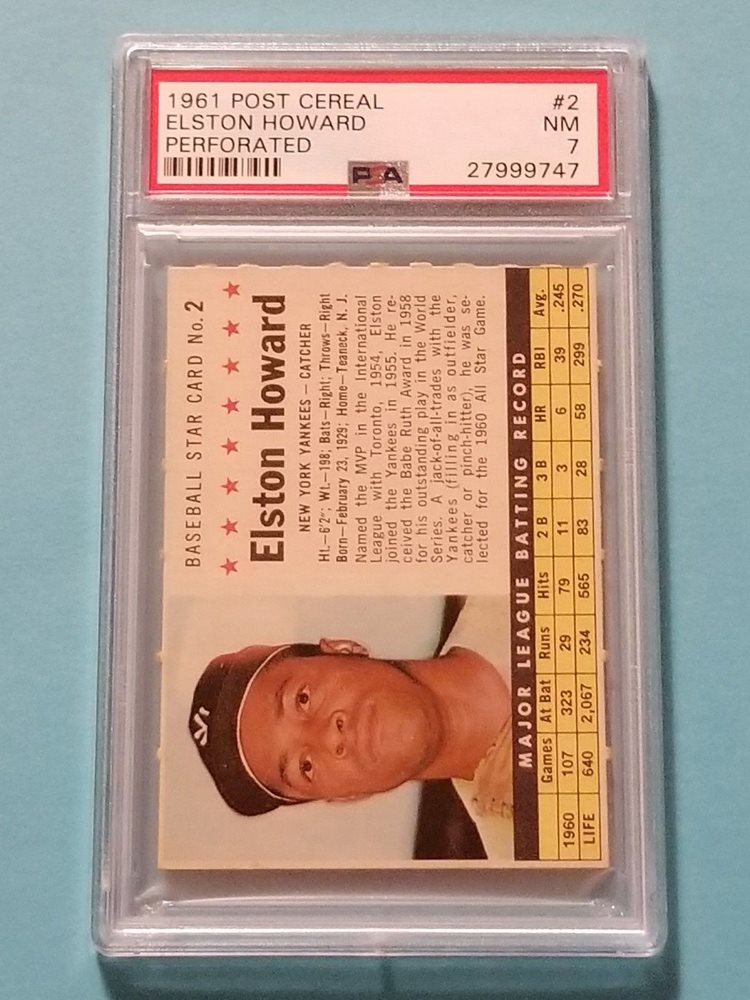 1961 POST CEREAL #2
ELSTON HOWARD NM
PERFORATED 7
PSA 27999747
BASEBALL STAR CARD No. 2
Elston Howard
NEW YORK YANKEES — CATCHER
Ht.—6'2"; Wt.—198; Bats—Right; Throws—Right
Born—February 23, 1929; Home—Teaneck, N. J.
Named the MVP in the International
League with Toronto, 1954, Elston
joined the Yankees in 1955. He re-
ceived the Babe Ruth Award in 1958
for his outstanding play in the World
Series. A jack-of-all-trades with the
Yankees (filling in as outfielder,
catcher or pinch-hitter), he was se-
lected for the 1960 All Star Game.
MAJOR LEAGUE BATTING RECORD
Games At Bat Runs Hits 2 B 3 B HR RBI Avg.
1960 107 323 29 79 11 3 6 39 .245
LIFE 640 2,067 234 565 83 28 58 299 .270